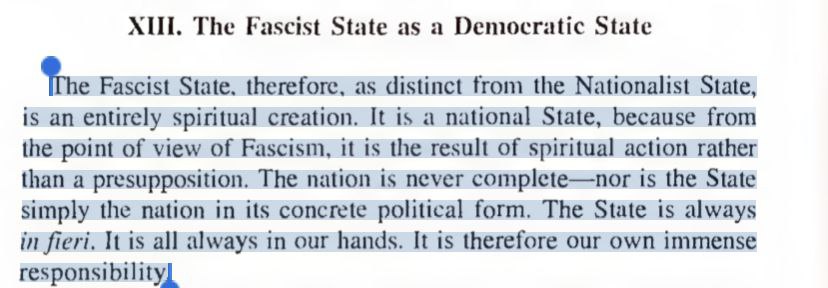 XIII. The Fascist State as a Democratic State
The Fascist State, therefore, as distinct from the Nationalist State,
is an entirely spiritual creation. It is a national State, because from
the point of view of Fascism, it is the result of spiritual action rather
than a presupposition. The nation is never complete—nor is the State
simply the nation in its concrete political form. The State is always
in fieri. It is all always in our hands. It is therefore our own immense
responsibility.